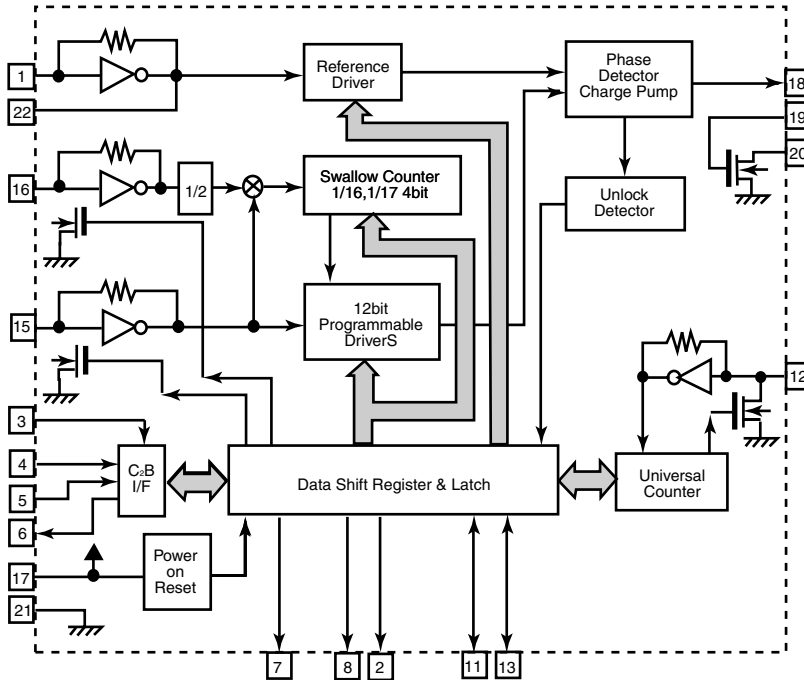 1
22
16
15
3
4
5
6
17
21
Reference
Driver
Phase
Detector
Charge Pump
18
19
20
1/2
Swallow Counter
1/16,1/17 4bit
Unlock
Detector
12bit
Programmable
DriverS
12
C₂B
I/F
Data Shift Register & Latch
Universal
Counter
Power
on
Reset
7
8
2
11
13